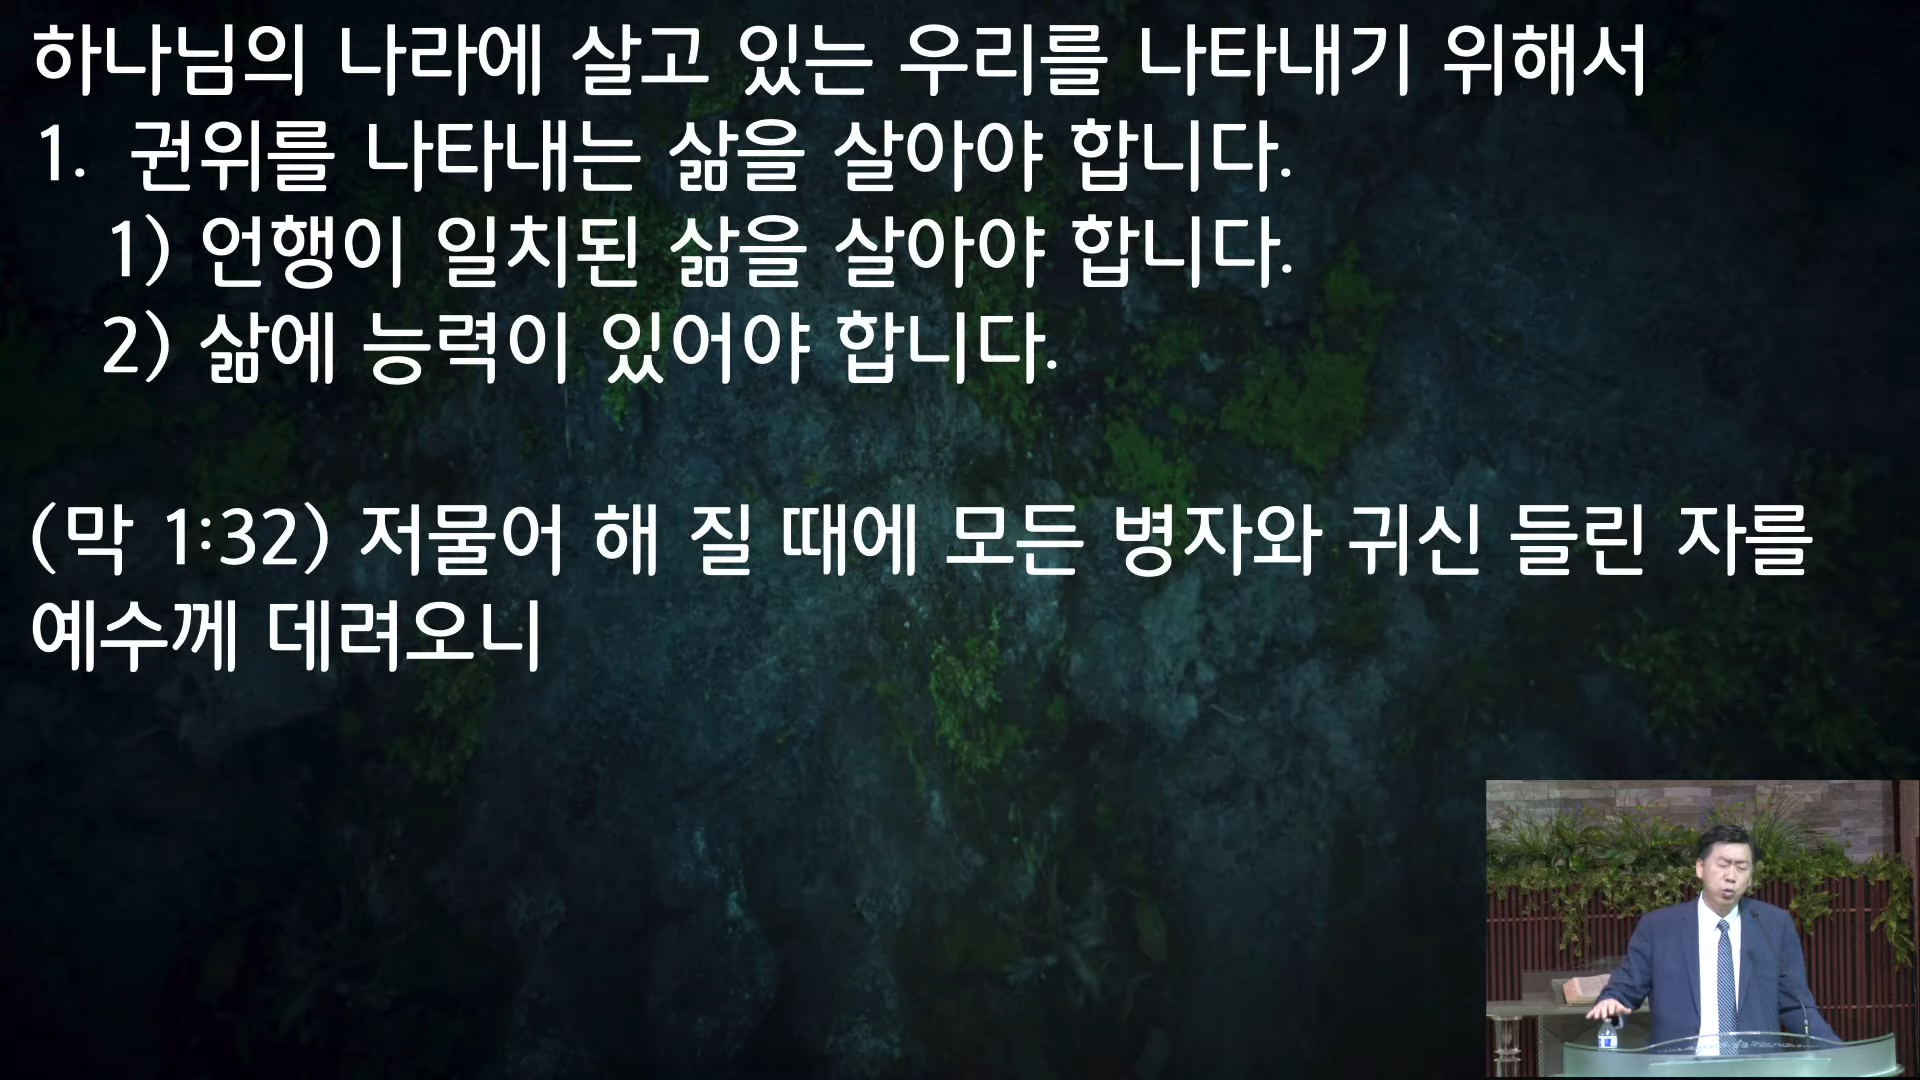 하나님의 나라에 살고 있는 우리를 나타내기 위해서
1. 권위를 나타내는 삶을 살아야 합니다.
1) 언행이 일치된 삶을 살아야 합니다.
2) 삶에 능력이 있어야 합니다.
(막 1:32) 저물어 해 질 때에 모든 병자와 귀신 들린 자를
예수께 데려오니